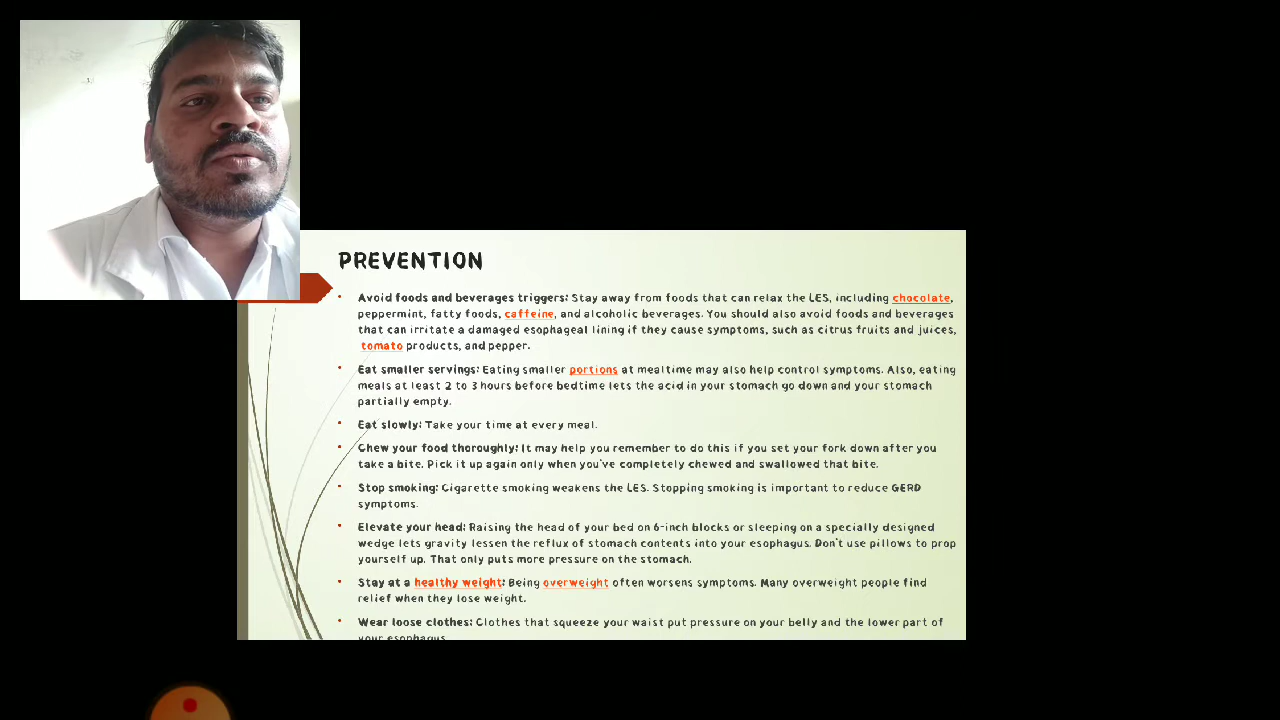 PREVENTION
• Avoid foods and beverages triggers: Stay away from foods that can relax the LES, including chocolate,
peppermint, fatty foods, caffeine, and alcoholic beverages. You should also avoid foods and beverages
that can irritate a damaged esophageal lining if they cause symptoms, such as citrus fruits and juices,
tomato products, and pepper.
• Eat smaller servings: Eating smaller portions at mealtime may also help control symptoms. Also, eating
meals at least 2 to 3 hours before bedtime lets the acid in your stomach go down and your stomach
partially empty.
• Eat slowly: Take your time at every meal.
• Chew your food thoroughly: It may help you remember to do this if you set your fork down after you
take a bite. Pick it up again only when you've completely chewed and swallowed that bite.
• Stop smoking: Cigarette smoking weakens the LES. Stopping smoking is important to reduce GERD
symptoms.
• Elevate your head: Raising the head of your bed on 6-inch blocks or sleeping on a specially designed
wedge lets gravity lessen the reflux of stomach contents into your esophagus. Don't use pillows to prop
yourself up. That only puts more pressure on the stomach.
• Stay at a healthy weight: Being overweight often worsens symptoms. Many overweight people find
relief when they lose weight.
• Wear loose clothes: Clothes that squeeze your waist put pressure on your belly and the lower part of
your esophagus.